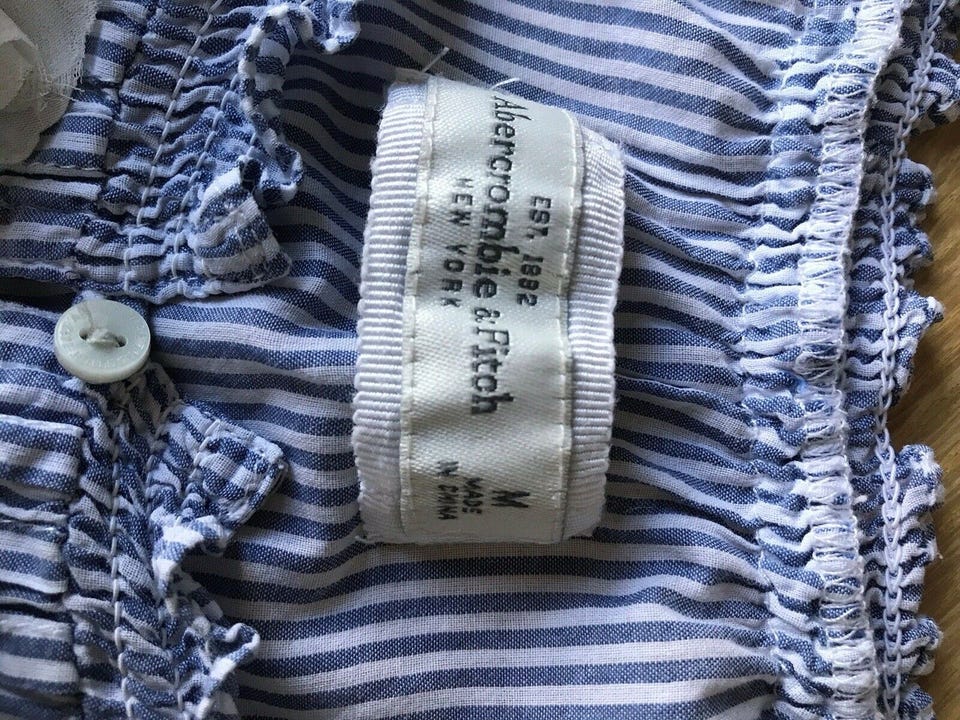 Abercrombie & Fitch
EST. 1892
NEW YORK
M
MADE
IN CHINA